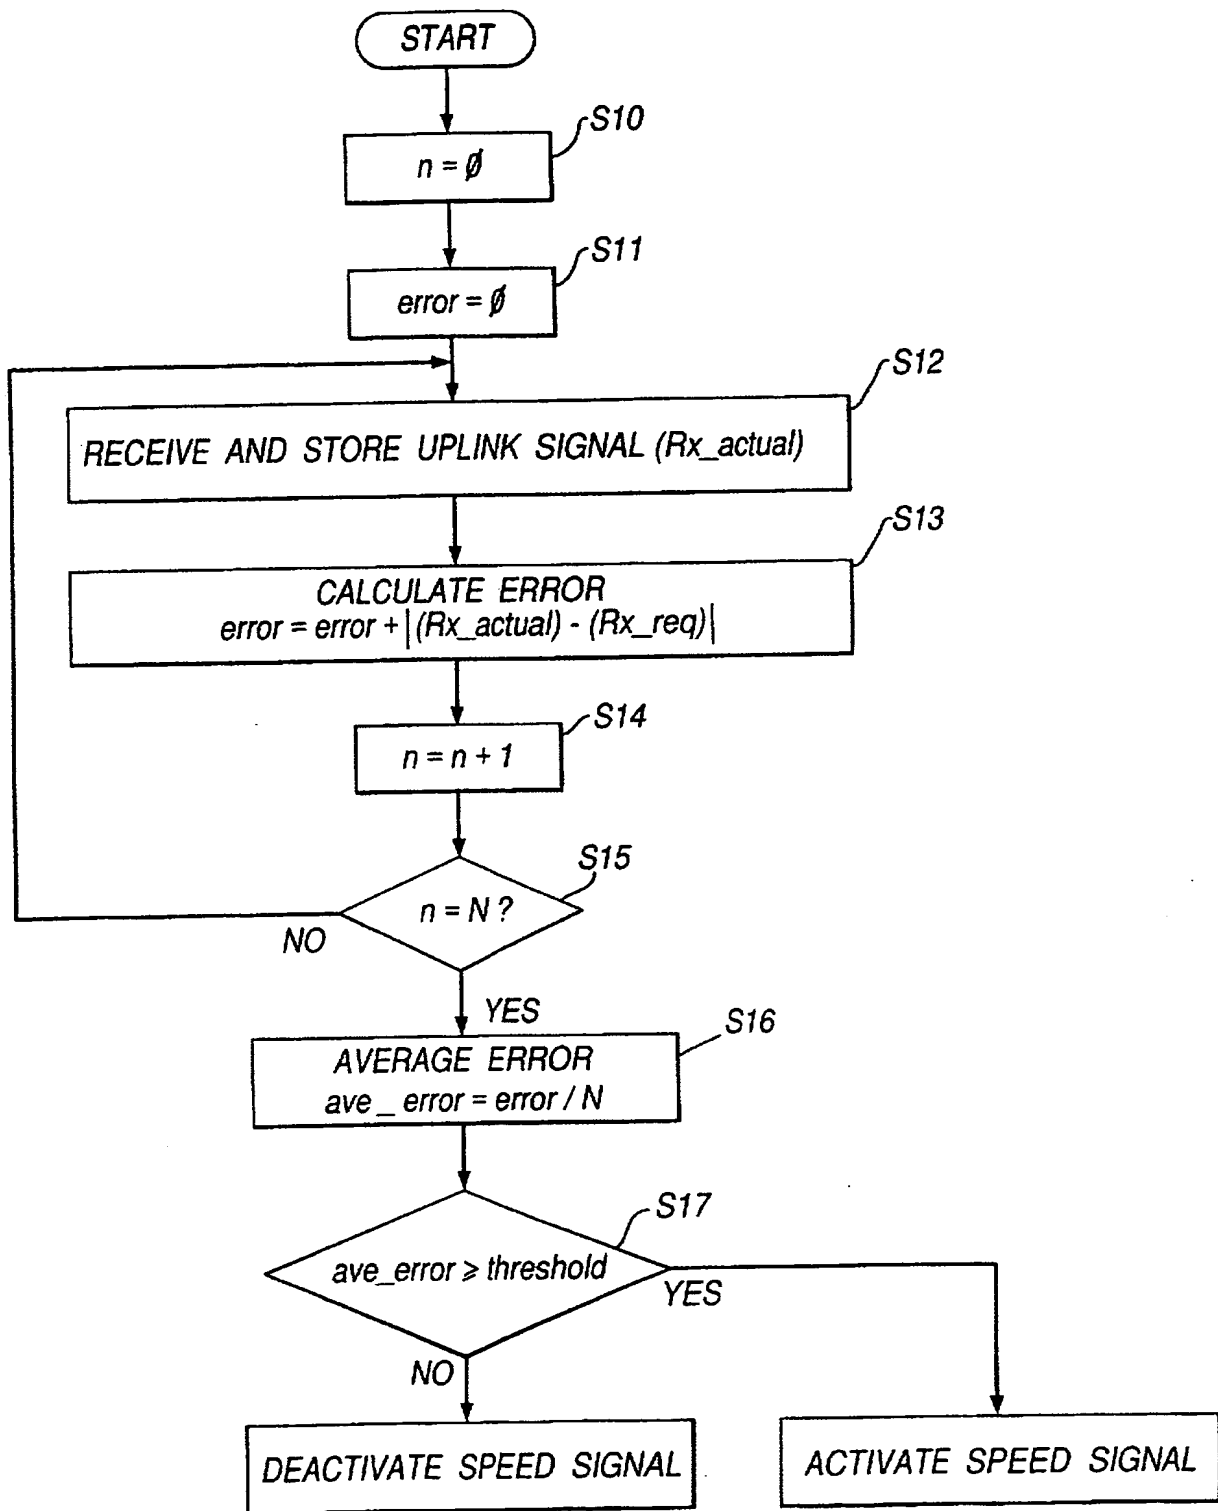 START
S10
n = ∅
S11
error = ∅
S12
RECEIVE AND STORE UPLINK SIGNAL (Rx_actual)
S13
CALCULATE ERROR
error = error + |(Rx_actual) - (Rx_req)|
S14
n = n + 1
S15
n = N ?
NO
YES
S16
AVERAGE ERROR
ave _ error = error / N
S17
ave_error ⩾ threshold
YES
NO
DEACTIVATE SPEED SIGNAL
ACTIVATE SPEED SIGNAL